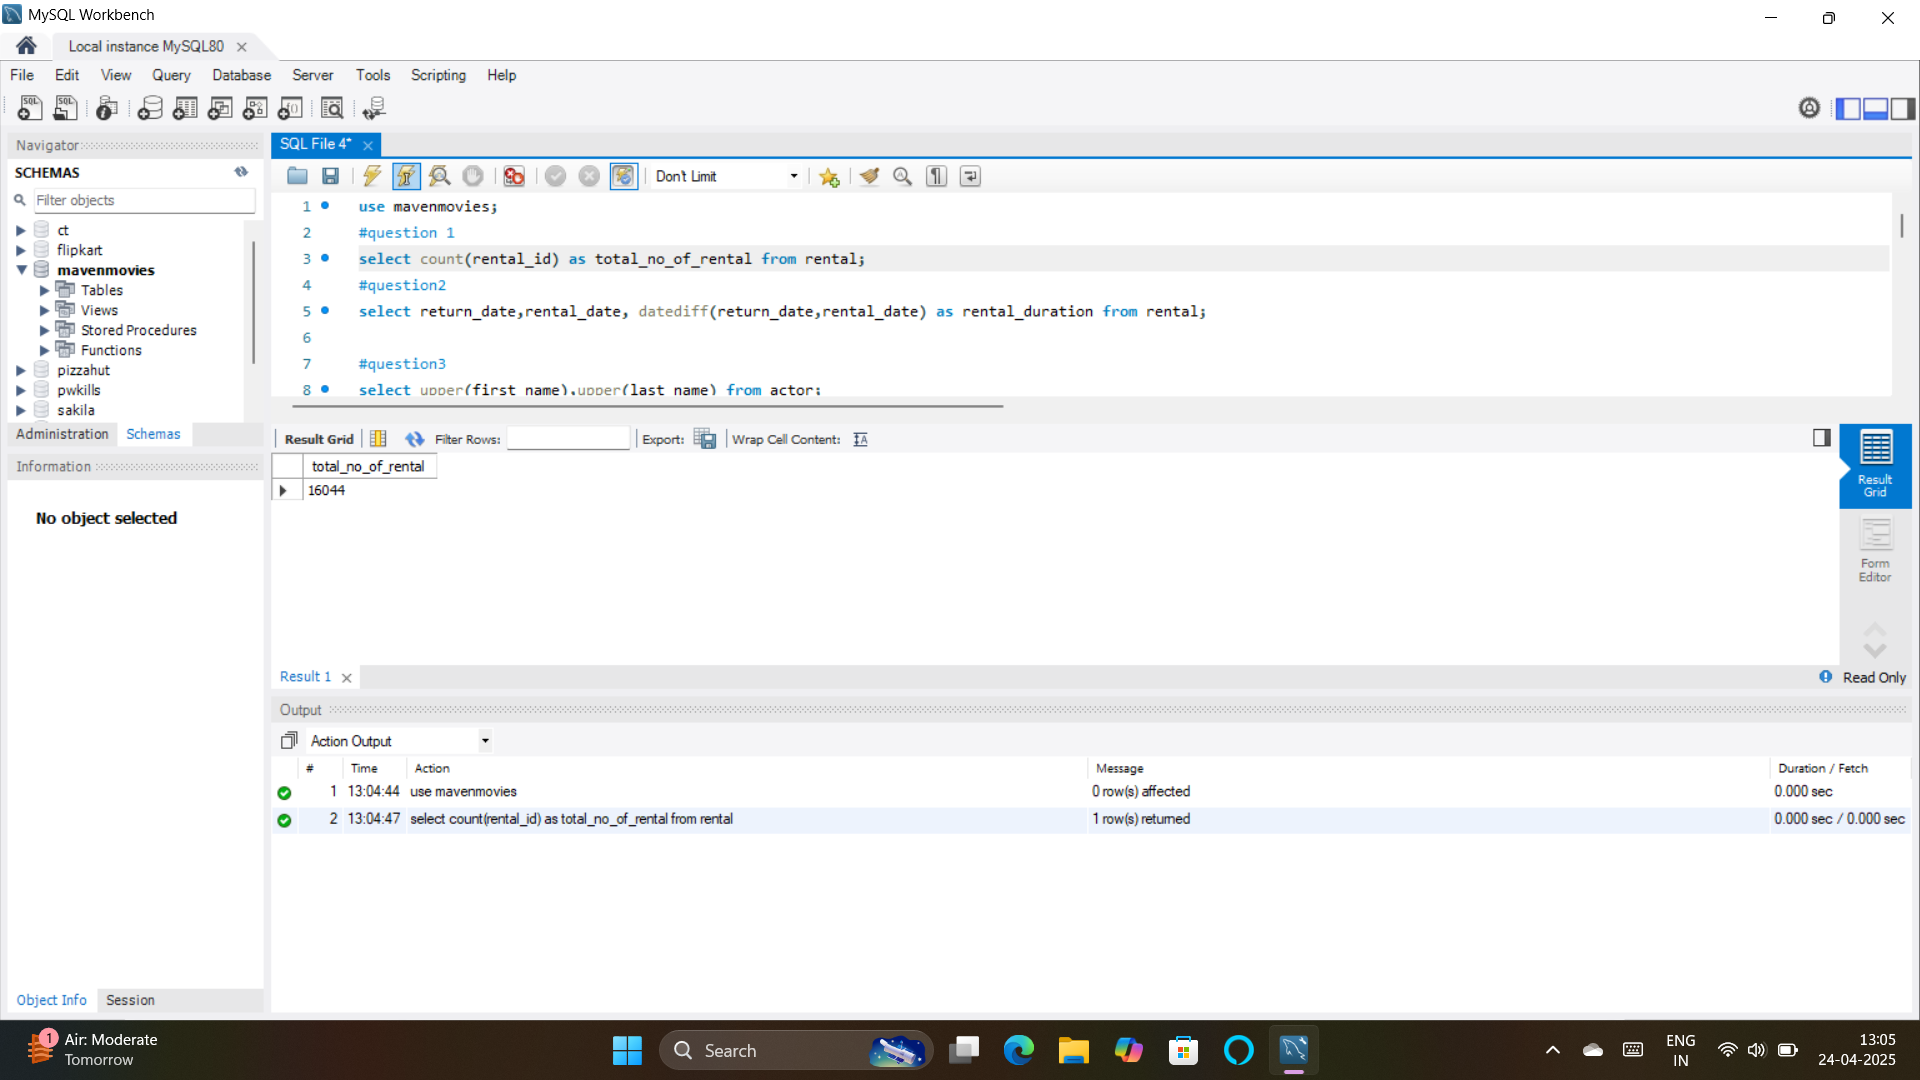 MySQL Workbench
Local instance MySQL80
File Edit View Query Database Server Tools Scripting Help
Navigator
SCHEMAS
Filter objects
ct
flipkart
mavenmovies
Tables
Views
Stored Procedures
Functions
pizzahut
pwkills
sakila
Administration Schemas
Information
No object selected
Object Info Session
SQL File 4*
Don't Limit
1 use mavenmovies;
2 #question 1
3 select count(rental_id) as total_no_of_rental from rental;
4 #question2
5 select return_date,rental_date, datediff(return_date,rental_date) as rental_duration from rental;
6
7 #question3
8 select upper(first_name),upper(last_name) from actor;
Result Grid Filter Rows: Export: Wrap Cell Content:
total_no_of_rental
16044
Result
Grid
Form
Editor
Result 1
Read Only
Output
Action Output
# Time Action Message Duration / Fetch
1 13:04:44 use mavenmovies 0 row(s) affected 0.000 sec
2 13:04:47 select count(rental_id) as total_no_of_rental from rental 1 row(s) returned 0.000 sec / 0.000 sec
1
Air: Moderate
Tomorrow
Search
ENG
IN
13:05
24-04-2025